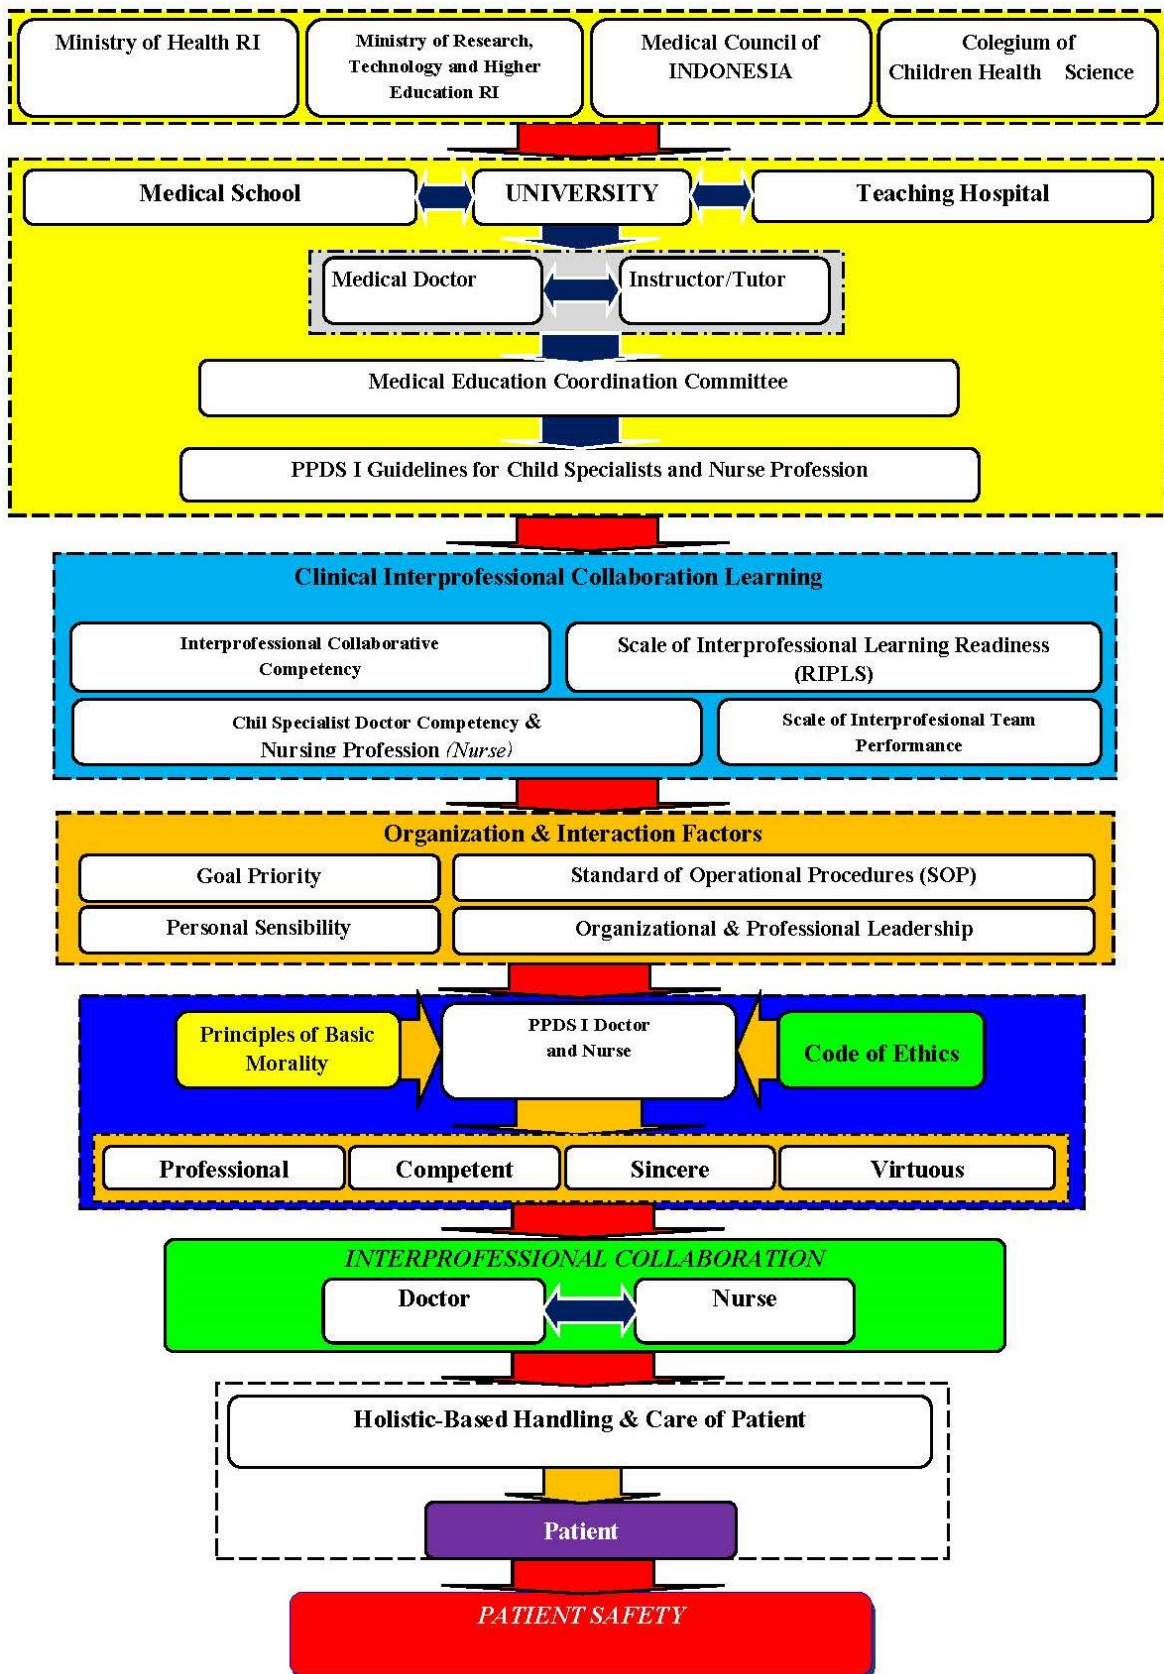 Ministry of Health RI
Ministry of Research,
Technology and Higher
Education RI
Medical Council of
INDONESIA
Colegium of
Children Health Science
Medical School
UNIVERSITY
Teaching Hospital
Medical Doctor
Instructor/Tutor
Medical Education Coordination Committee
PPDS I Guidelines for Child Specialists and Nurse Profession
Clinical Interprofessional Collaboration Learning
Interprofessional Collaborative
Competency
Scale of Interprofessional Learning Readiness
(RIPLS)
Chil Specialist Doctor Competency &
Nursing Profession (Nurse)
Scale of Interprofesional Team
Performance
Organization & Interaction Factors
Goal Priority
Standard of Operational Procedures (SOP)
Personal Sensibility
Organizational & Professional Leadership
Principles of Basic
Morality
PPDS I Doctor
and Nurse
Code of Ethics
Professional
Competent
Sincere
Virtuous
INTERPROFESSIONAL COLLABORATION
Doctor
Nurse
Holistic-Based Handling & Care of Patient
Patient
PATIENT SAFETY